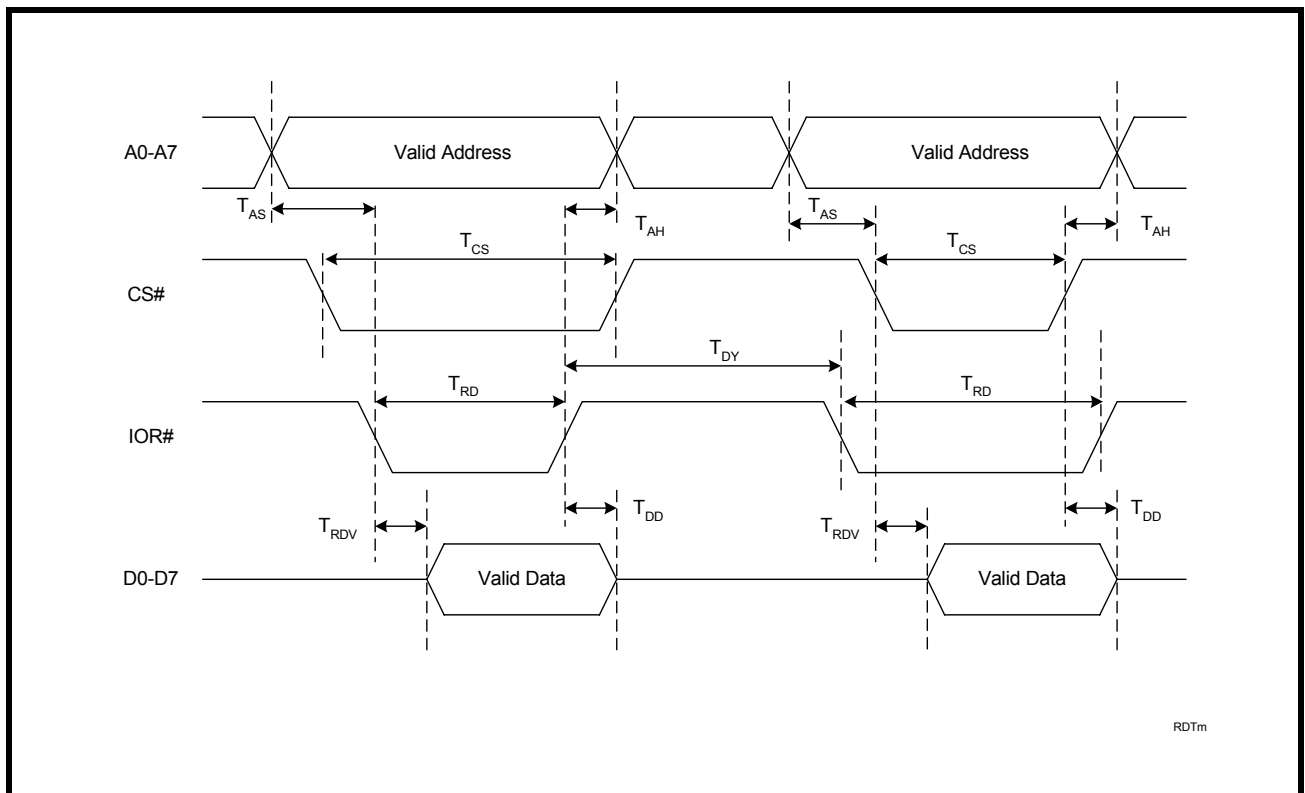 A0-A7
Valid Address
Valid Address
TAS
TAH
TAS
TAH
TCS
TCS
CS#
TDY
TRD
TRD
IOR#
TRDV
TDD
TRDV
TDD
D0-D7
Valid Data
Valid Data
RDTm